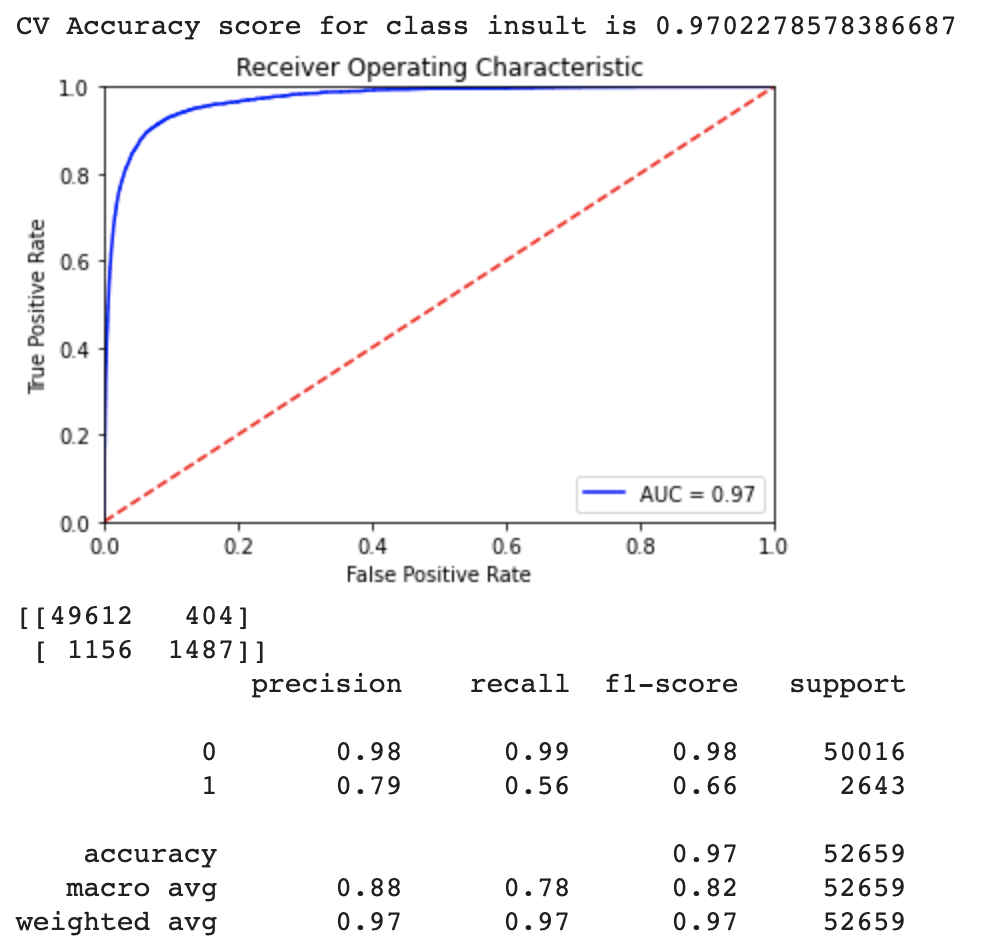 CV Accuracy score for class insult is 0.9702278578386687
Receiver Operating Characteristic
1.0
0.8
0.6
0.4
0.2
0.0
True Positive Rate
AUC = 0.97
0.0 0.2 0.4 0.6 0.8 1.0
False Positive Rate
[[49612 404]
[ 1156 1487]]
precision recall f1-score support
0 0.98 0.99 0.98 50016
1 0.79 0.56 0.66 2643
accuracy 0.97 52659
macro avg 0.88 0.78 0.82 52659
weighted avg 0.97 0.97 0.97 52659